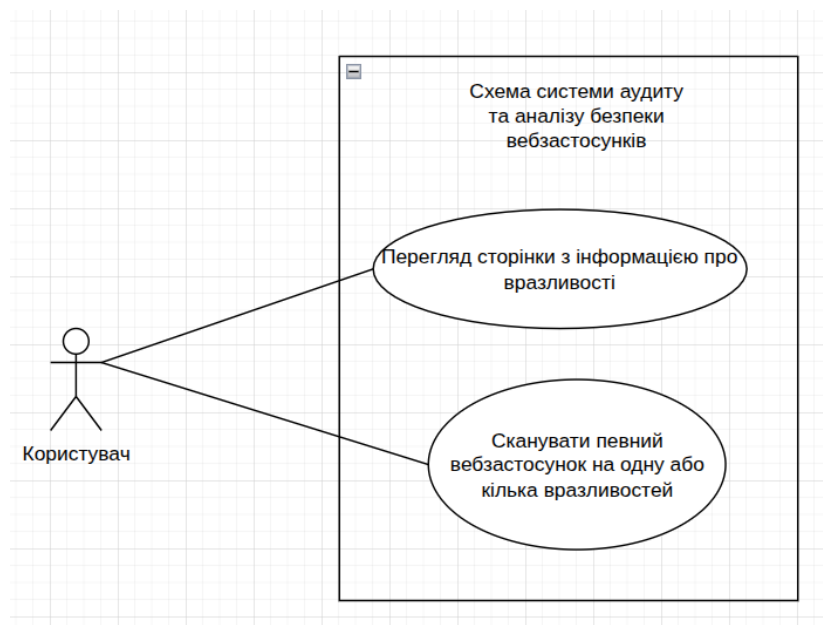 Схема системи аудиту
та аналізу безпеки
вебзастосунків
Перегляд сторінки з інформацією про
вразливості
Користувач
Сканувати певний
вебзастосунок на одну або
кілька вразливостей